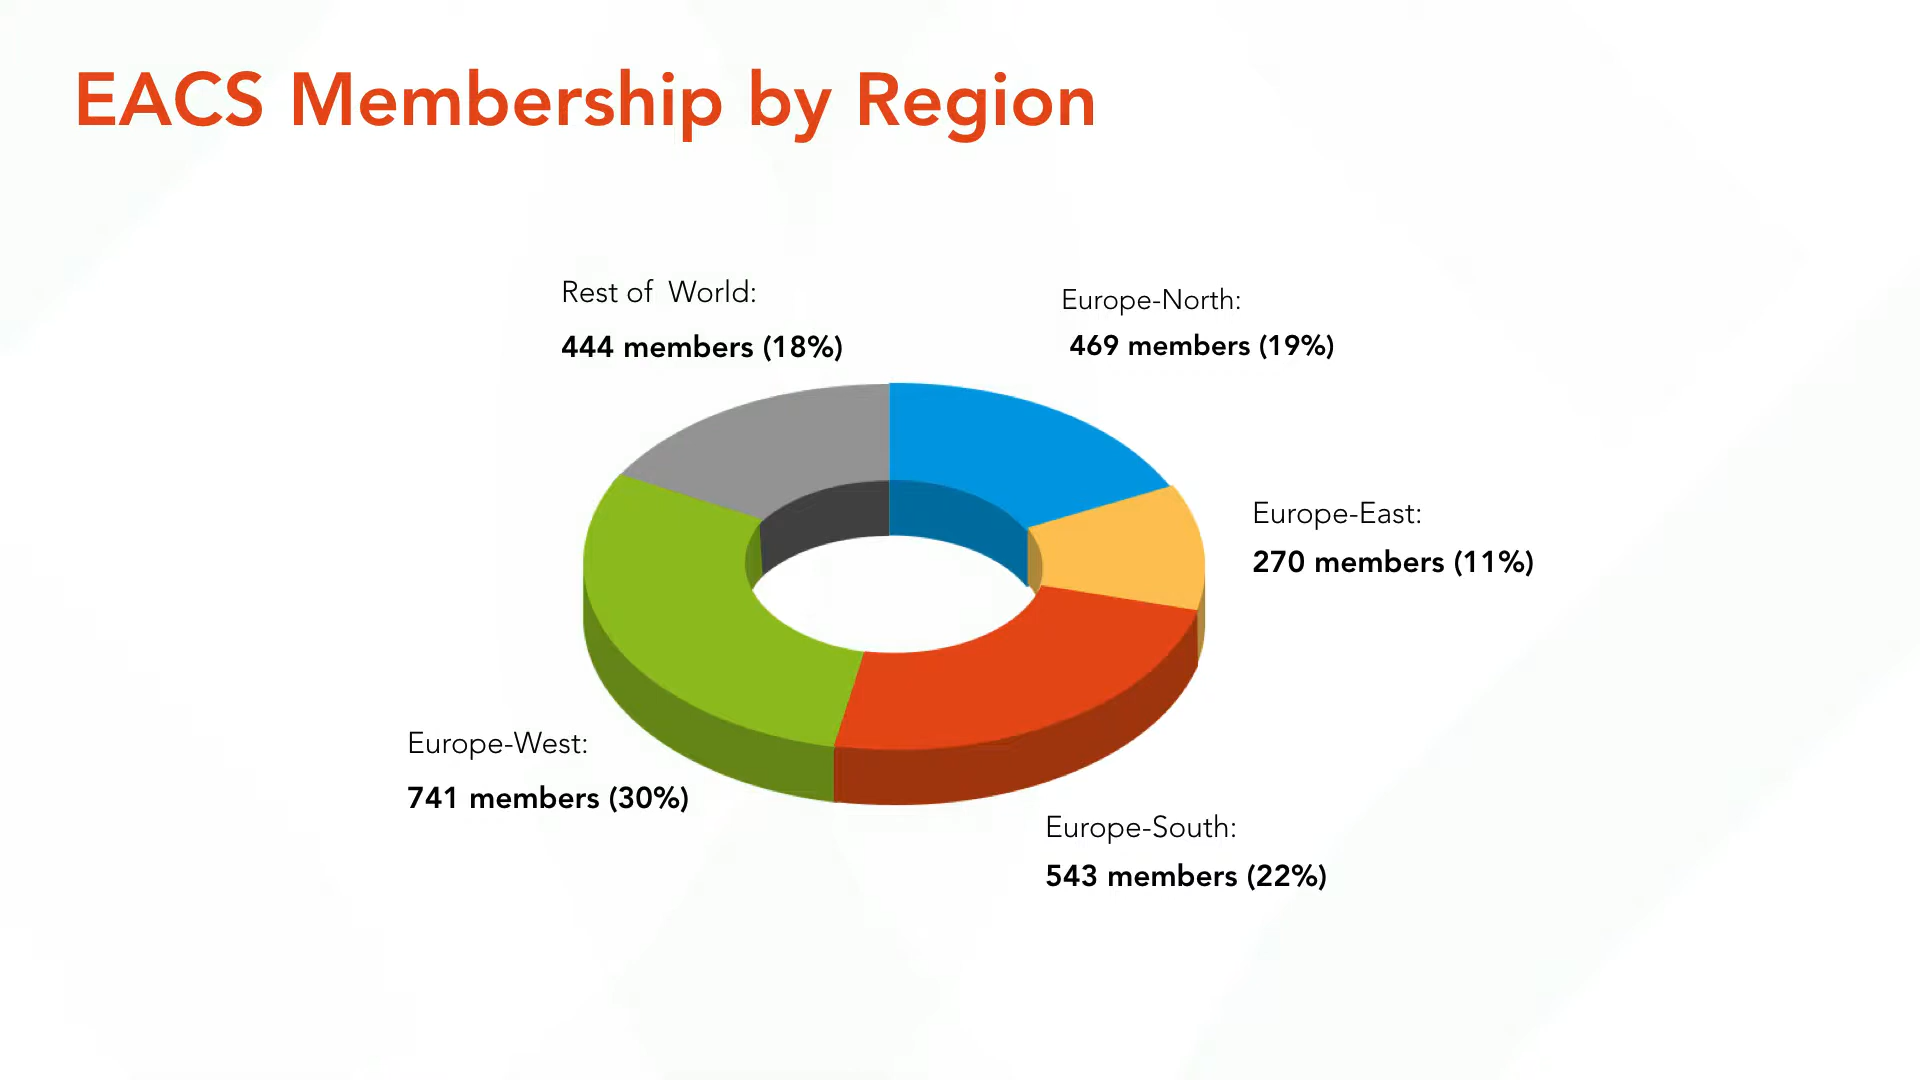 EACS Membership by Region
Rest of World:
444 members (18%)
Europe-North:
469 members (19%)
Europe-East:
270 members (11%)
Europe-West:
741 members (30%)
Europe-South:
543 members (22%)